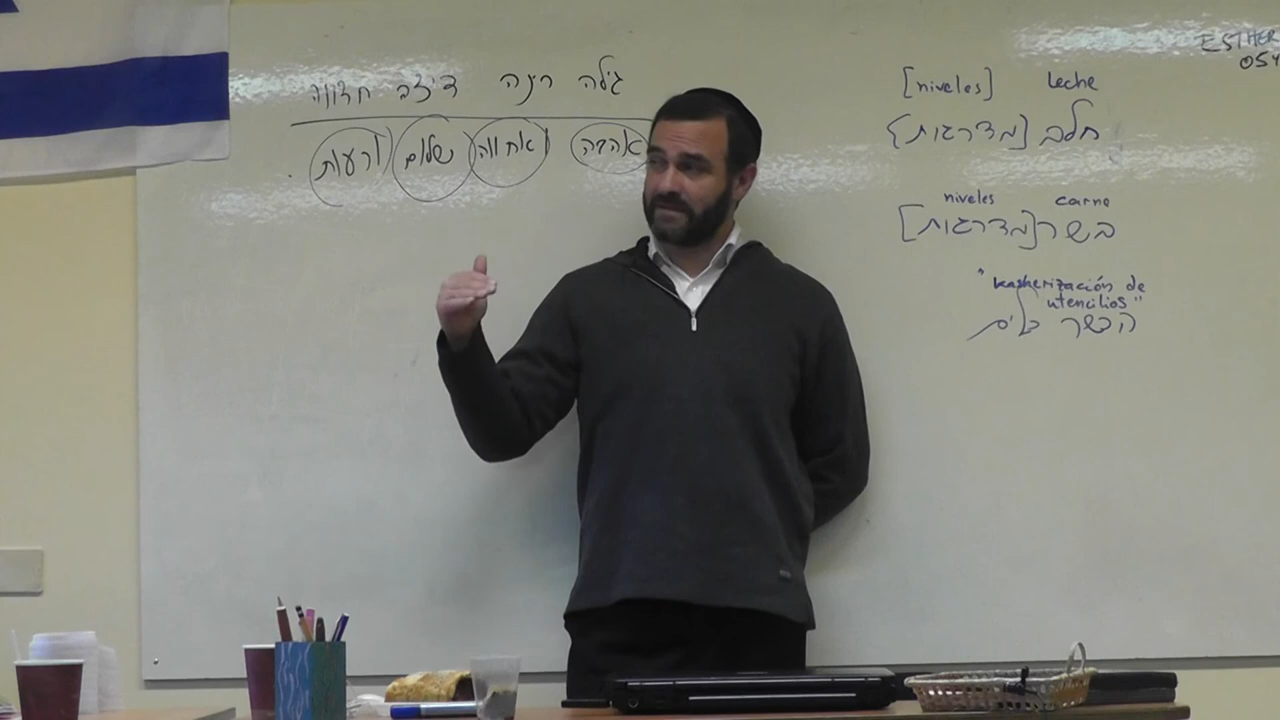 גילה רינה דיצה חדווה
אהבה אחווה שלום ורעות.
[niveles] leche
חלב [מדרגות]
niveles carne
בשר [מדרגות]
"kasherización de
utencilios"
הכשר כלים
ESTHER
054